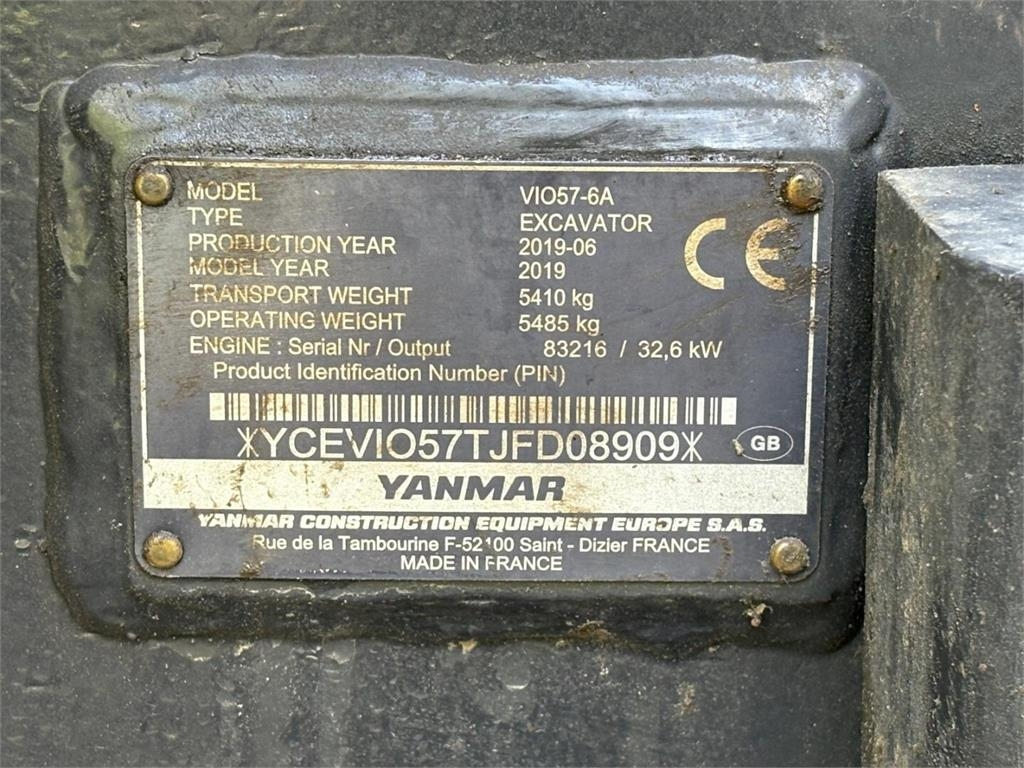 MODEL VIO57-6A
TYPE EXCAVATOR
PRODUCTION YEAR 2019-06
MODEL YEAR 2019
TRANSPORT WEIGHT 5410 kg
OPERATING WEIGHT 5485 kg
ENGINE : Serial Nr / Output 83216 / 32,6 kW
Product Identification Number (PIN)
CE
*YCEVIO57TJFD08909*
GB
YANMAR
YANMAR CONSTRUCTION EQUIPMENT EUROPE S.A.S.
Rue de la Tambourine F-52100 Saint - Dizier FRANCE
MADE IN FRANCE